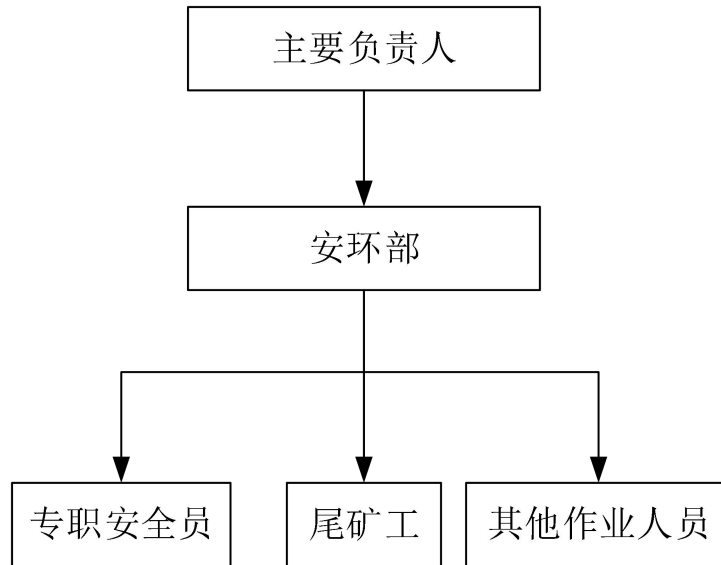 主要负责人
安环部
专职安全员
尾矿工
其他作业人员